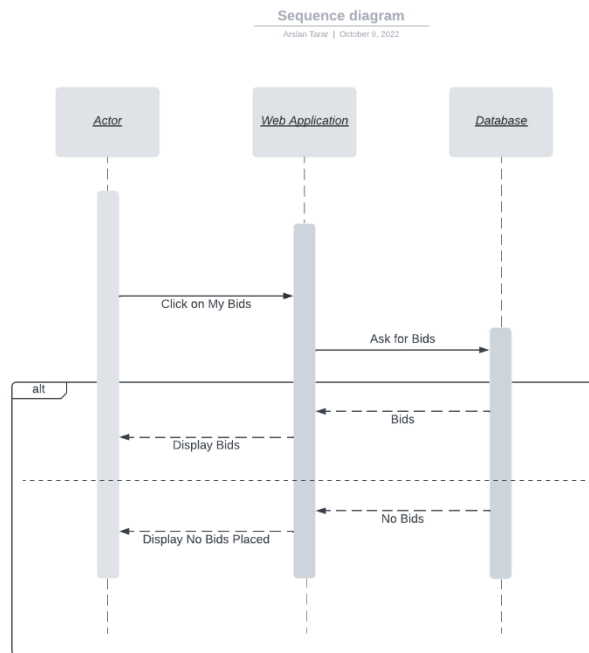 Sequence diagram
Arslan Tarar | October 9, 2022
Actor
Web Application
Database
Click on My Bids
Ask for Bids
alt
Bids
Display Bids
No Bids
Display No Bids Placed